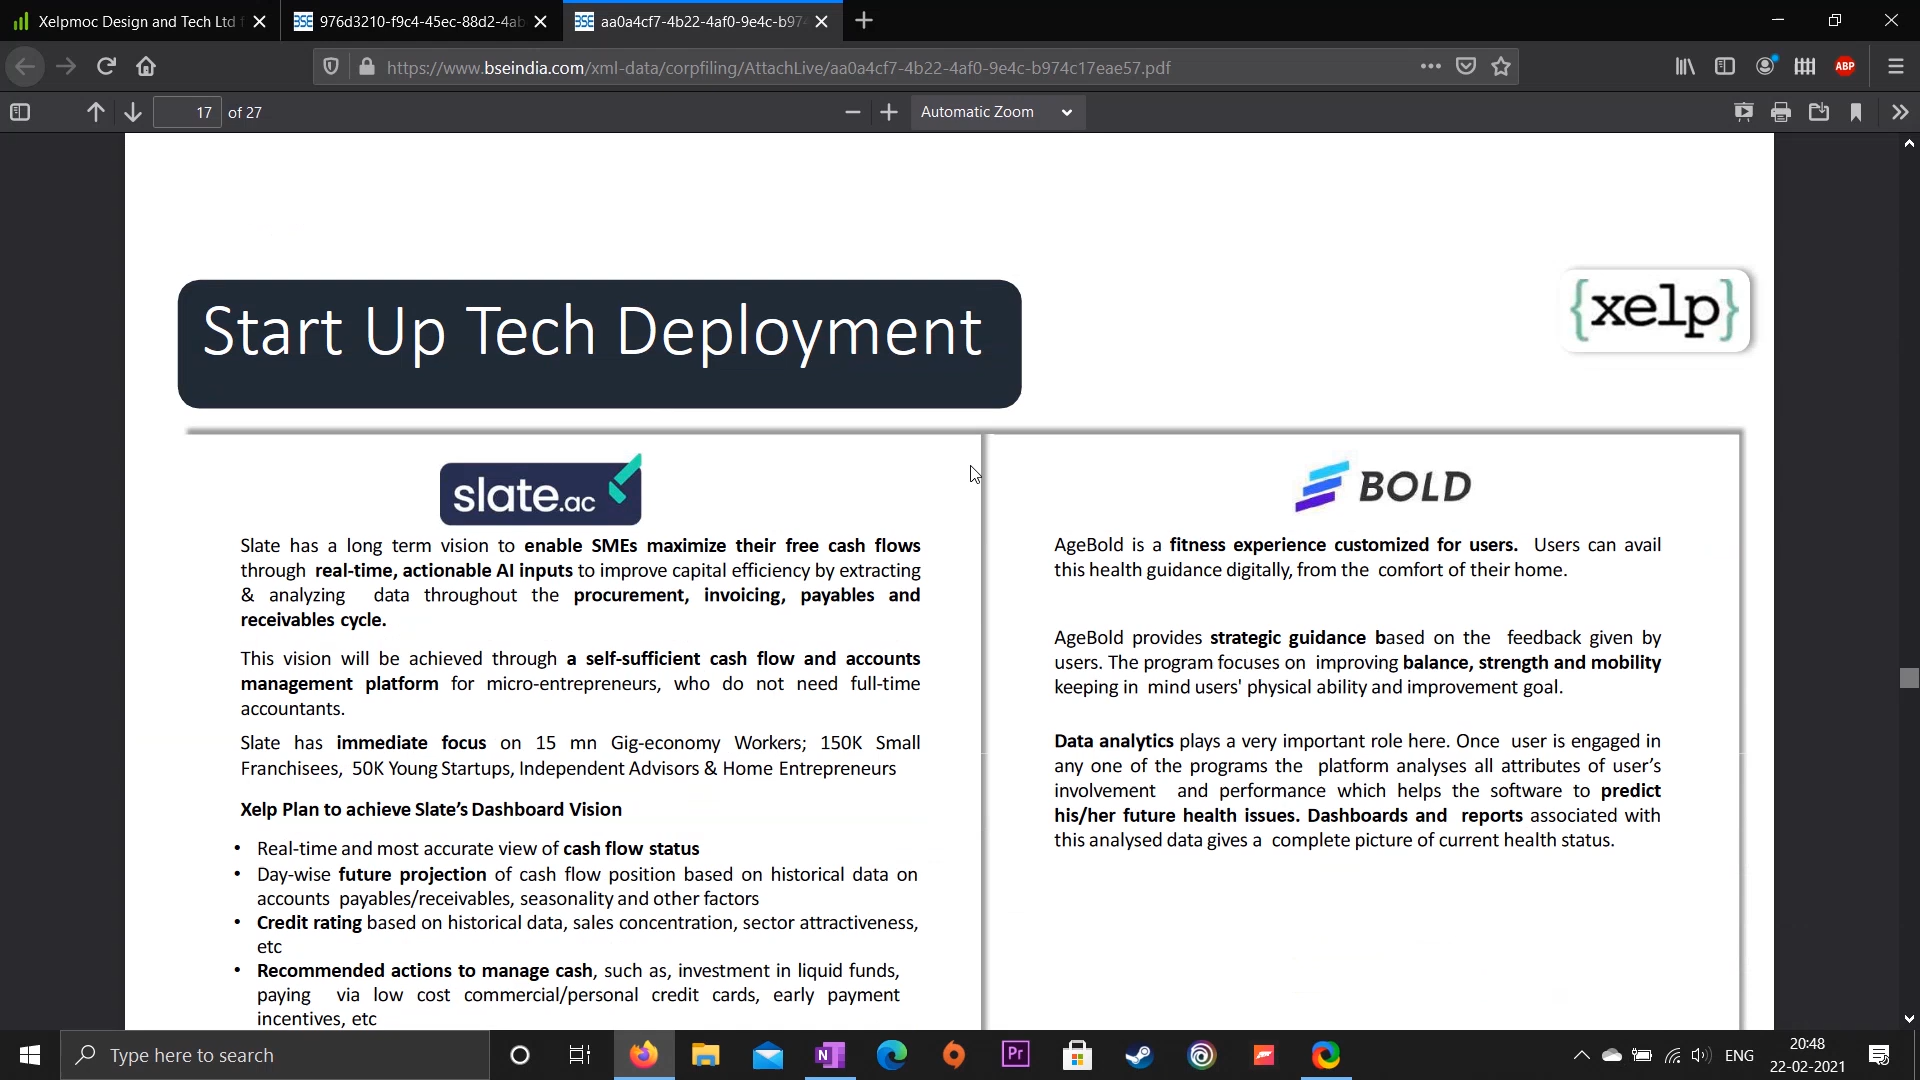 Xelpmoc Design and Tech Ltd f
976d3210-f9c4-45ec-88d2-4ab
aa0a4cf7-4b22-4af0-9e4c-b974
https://www.bseindia.com/xml-data/corpfiling/AttachLive/aa0a4cf7-4b22-4af0-9e4c-b974c17eae57.pdf
ABP
17 of 27
Automatic Zoom
Start Up Tech Deployment
{xelp}
slate.ac
Slate has a long term vision to enable SMEs maximize their free cash flows
through real-time, actionable AI inputs to improve capital efficiency by extracting
& analyzing data throughout the procurement, invoicing, payables and
receivables cycle.
This vision will be achieved through a self-sufficient cash flow and accounts
management platform for micro-entrepreneurs, who do not need full-time
accountants.
Slate has immediate focus on 15 mn Gig-economy Workers; 150K Small
Franchisees, 50K Young Startups, Independent Advisors & Home Entrepreneurs
Xelp Plan to achieve Slate's Dashboard Vision
• Real-time and most accurate view of cash flow status
• Day-wise future projection of cash flow position based on historical data on
accounts payables/receivables, seasonality and other factors
• Credit rating based on historical data, sales concentration, sector attractiveness,
etc
• Recommended actions to manage cash, such as, investment in liquid funds,
paying via low cost commercial/personal credit cards, early payment
incentives, etc
BOLD
AgeBold is a fitness experience customized for users. Users can avail
this health guidance digitally, from the comfort of their home.
AgeBold provides strategic guidance based on the feedback given by
users. The program focuses on improving balance, strength and mobility
keeping in mind users' physical ability and improvement goal.
Data analytics plays a very important role here. Once user is engaged in
any one of the programs the platform analyses all attributes of user's
involvement and performance which helps the software to predict
his/her future health issues. Dashboards and reports associated with
this analysed data gives a complete picture of current health status.
Type here to search
N
Pr
ENG
20:48
22-02-2021